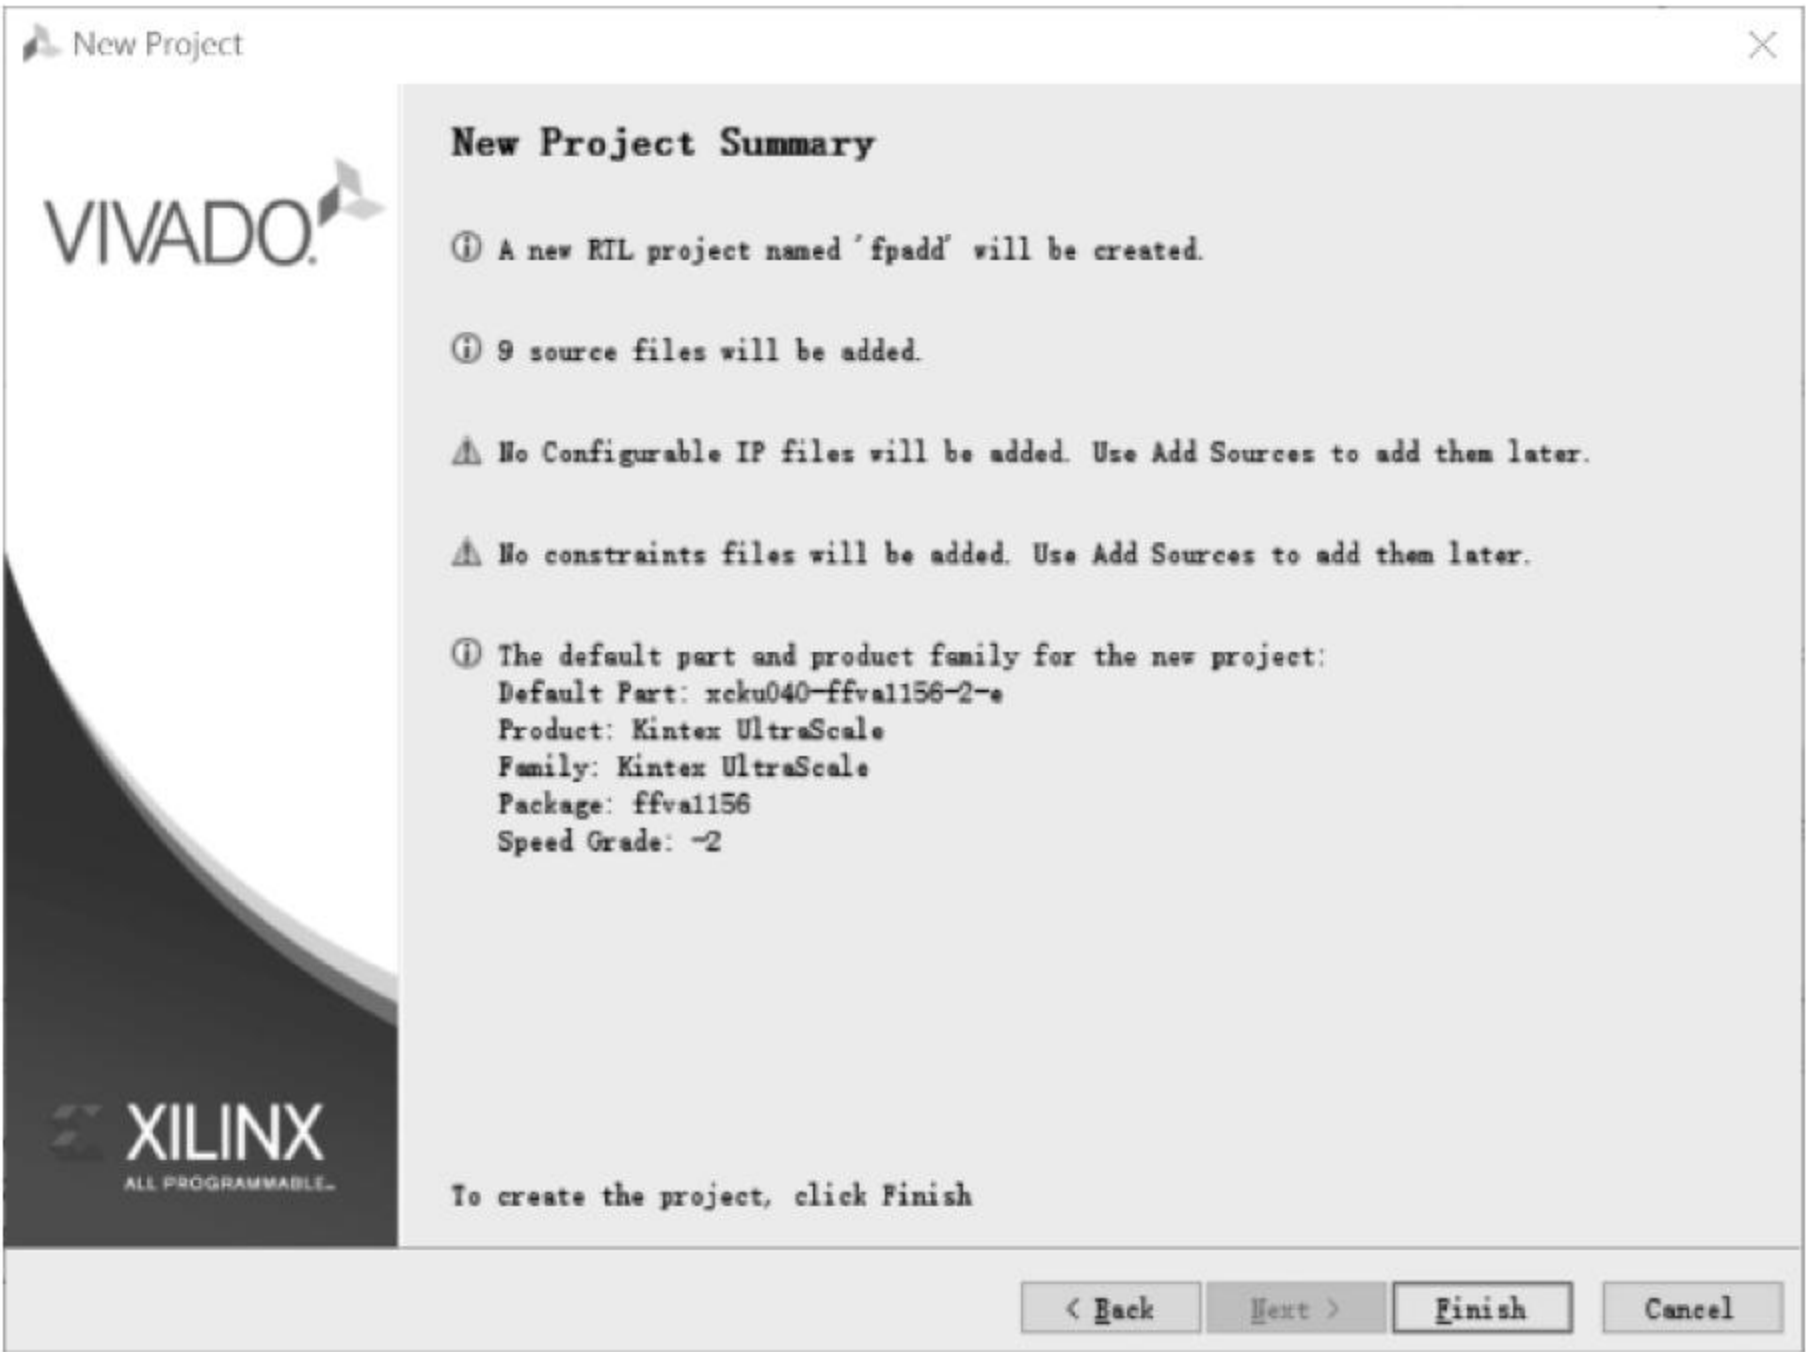 New Project
New Project Summary
VIVADO.
A new RTL project named 'fpadd' will be created.
9 source files will be added.
No Configurable IP files will be added. Use Add Sources to add them later.
No constraints files will be added. Use Add Sources to add them later.
The default part and product family for the new project:
Default Part: xcku040-ffva1156-2-e
Product: Kintex UltraScale
Family: Kintex UltraScale
Package: ffva1156
Speed Grade: -2
XILINX
ALL PROGRAMMABLE™
To create the project, click Finish
< Back Next > Finish Cancel